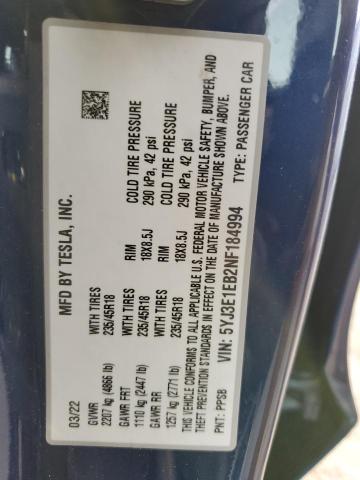 MFD BY TESLA, INC.
03/22
GVWR
2207 kg (4866 lb) WITH TIRES 235/45R18 RIM 18X8.5J COLD TIRE PRESSURE 290 kPa, 42 psi
GAWR FRT
1110 kg (2447 lb) WITH TIRES 235/45R18 RIM 18X8.5J COLD TIRE PRESSURE 290 kPa, 42 psi
GAWR RR
1257 kg (2771 lb)
THIS VEHICLE CONFORMS TO ALL APPLICABLE U.S. FEDERAL MOTOR VEHICLE SAFETY, BUMPER, AND
THEFT PREVENTION STANDARDS IN EFFECT ON THE DATE OF MANUFACTURE SHOWN ABOVE.
VIN: 5YJ3E1EB2NF184994 TYPE: PASSENGER CAR
PNT: PPSB